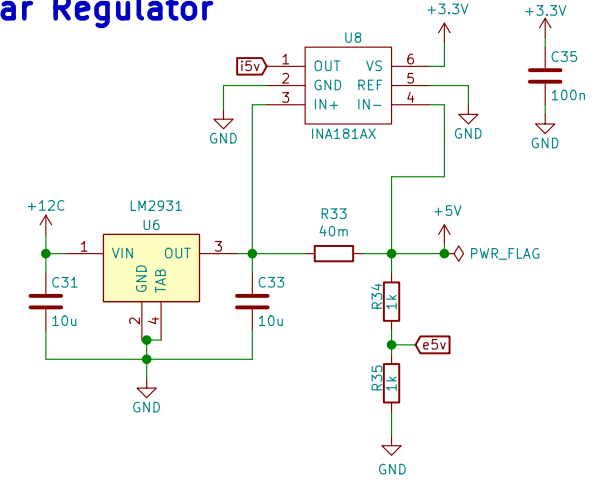 ar Regulator
+3.3V
+3.3V
U8
i5v
1
OUT
VS
6
2
GND
REF
5
3
IN+
IN-
4
INA181AX
GND
GND
C35
100n
GND
+12C
LM2931
U6
R33
40m
+5V
1
VIN
OUT
3
PWR_FLAG
GND
TAB
2
4
C31
10u
C33
10u
R34
1k
e5v
R35
1k
GND
GND